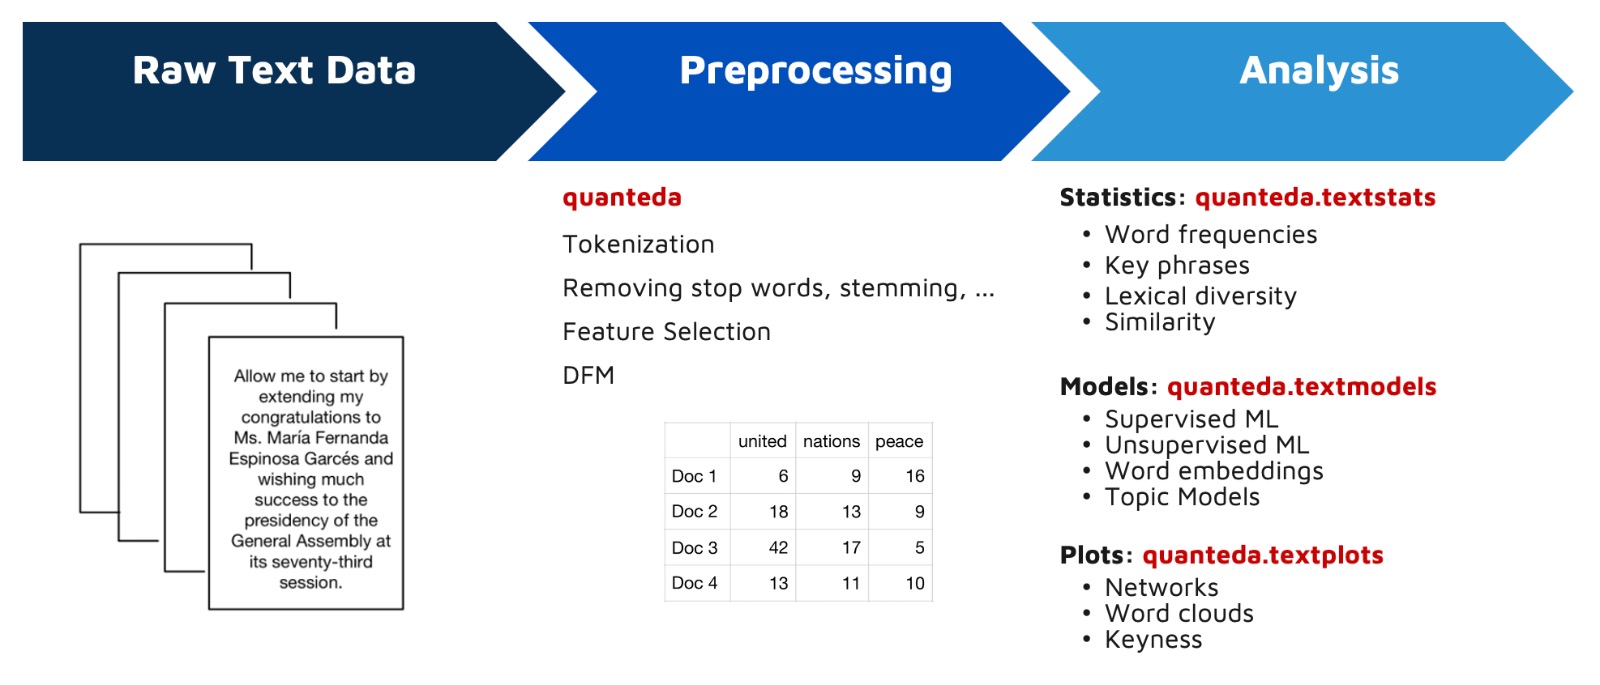 Raw Text Data
Preprocessing
Analysis
Allow me to start by
extending my
congratulations to
Ms. María Fernanda
Espinosa Garcés and
wishing much
success to the
presidency of the
General Assembly at
its seventy-third
session.
quanteda
Tokenization
Removing stop words, stemming, ...
Feature Selection
DFM
united nations peace
Doc 1 6 9 16
Doc 2 18 13 9
Doc 3 42 17 5
Doc 4 13 11 10
Statistics: quanteda.textstats
• Word frequencies
• Key phrases
• Lexical diversity
• Similarity
Models: quanteda.textmodels
• Supervised ML
• Unsupervised ML
• Word embeddings
• Topic Models
Plots: quanteda.textplots
• Networks
• Word clouds
• Keyness